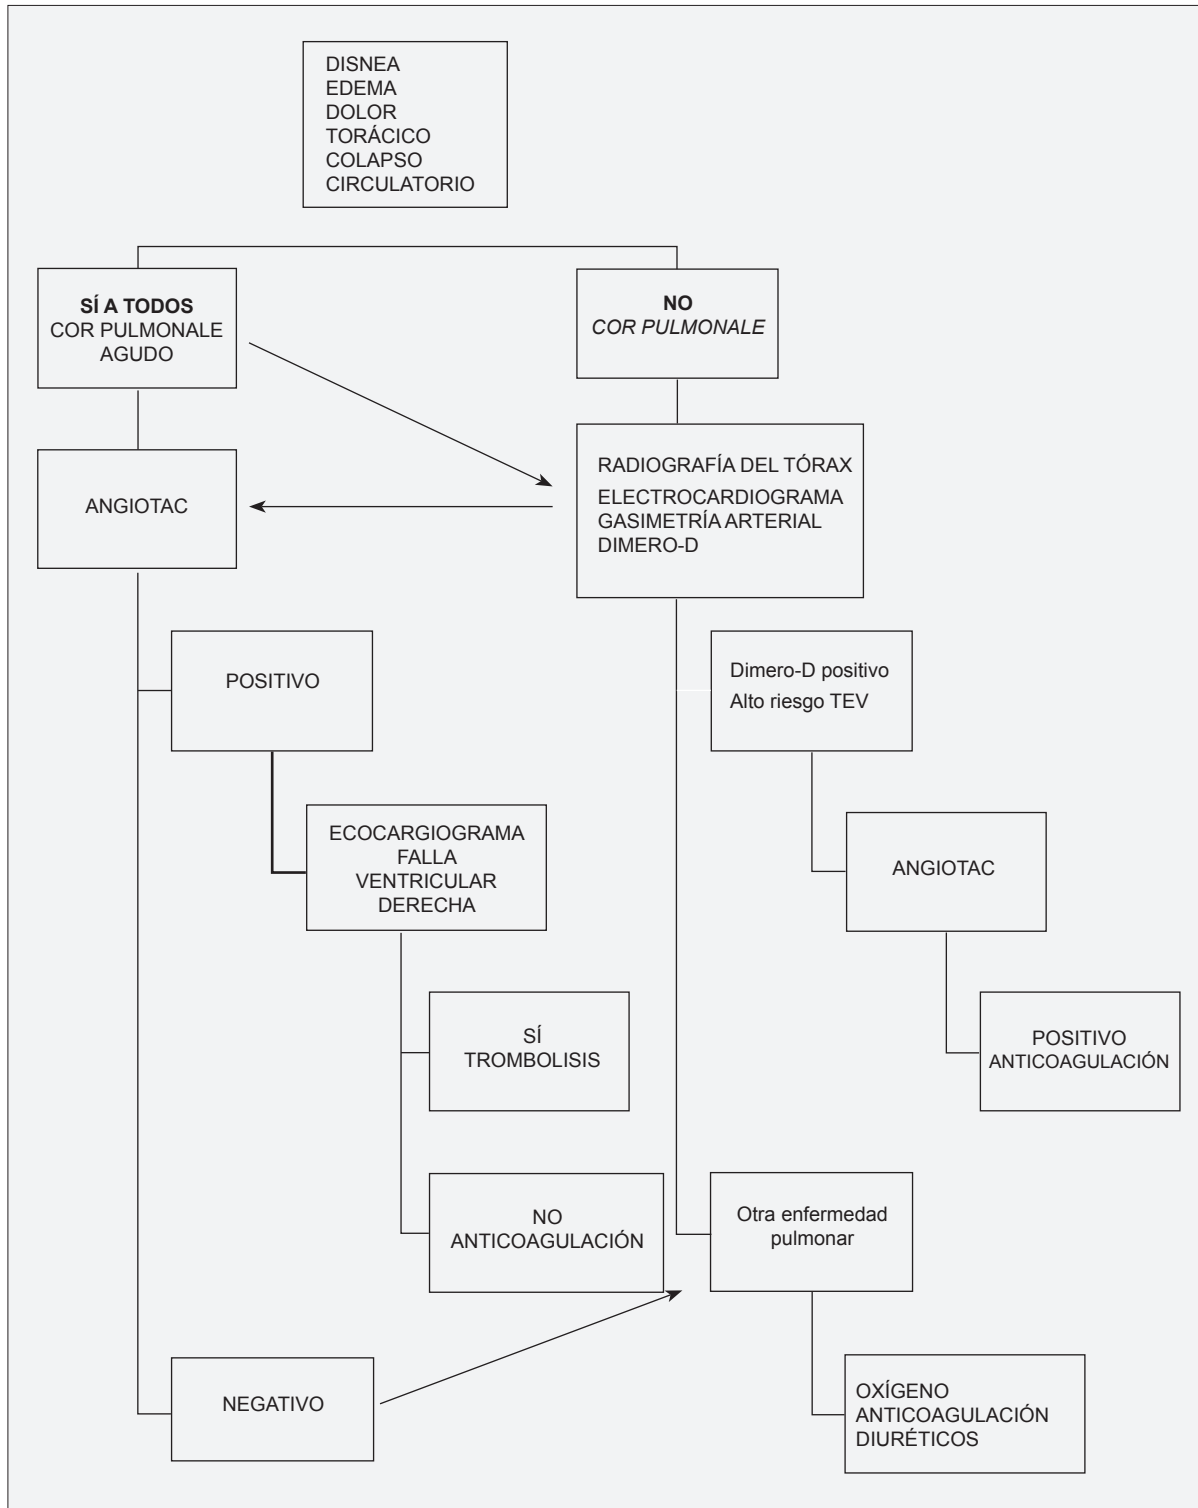 DISNEA
EDEMA
DOLOR
TORÁCICO
COLAPSO
CIRCULATORIO
SÍ A TODOS
COR PULMONALE
AGUDO
NO
COR PULMONALE
ANGIOTAC
RADIOGRAFÍA DEL TÓRAX
ELECTROCARDIOGRAMA
GASIMETRÍA ARTERIAL
DIMERO-D
POSITIVO
Dimero-D positivo
Alto riesgo TEV
ECOCARGIOGRAMA
FALLA
VENTRICULAR
DERECHA
ANGIOTAC
SÍ
TROMBOLISIS
POSITIVO
ANTICOAGULACIÓN
NO
ANTICOAGULACIÓN
Otra enfermedad
pulmonar
NEGATIVO
OXÍGENO
ANTICOAGULACIÓN
DIURÉTICOS